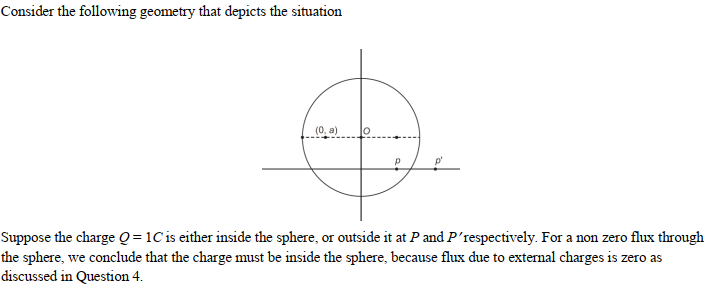 Consider the following geometry that depicts the situation
(0, a) O
P P'
Suppose the charge Q = 1C is either inside the sphere, or outside it at P and P′respectively. For a non zero flux through
the sphere, we conclude that the charge must be inside the sphere, because flux due to external charges is zero as
discussed in Question 4.